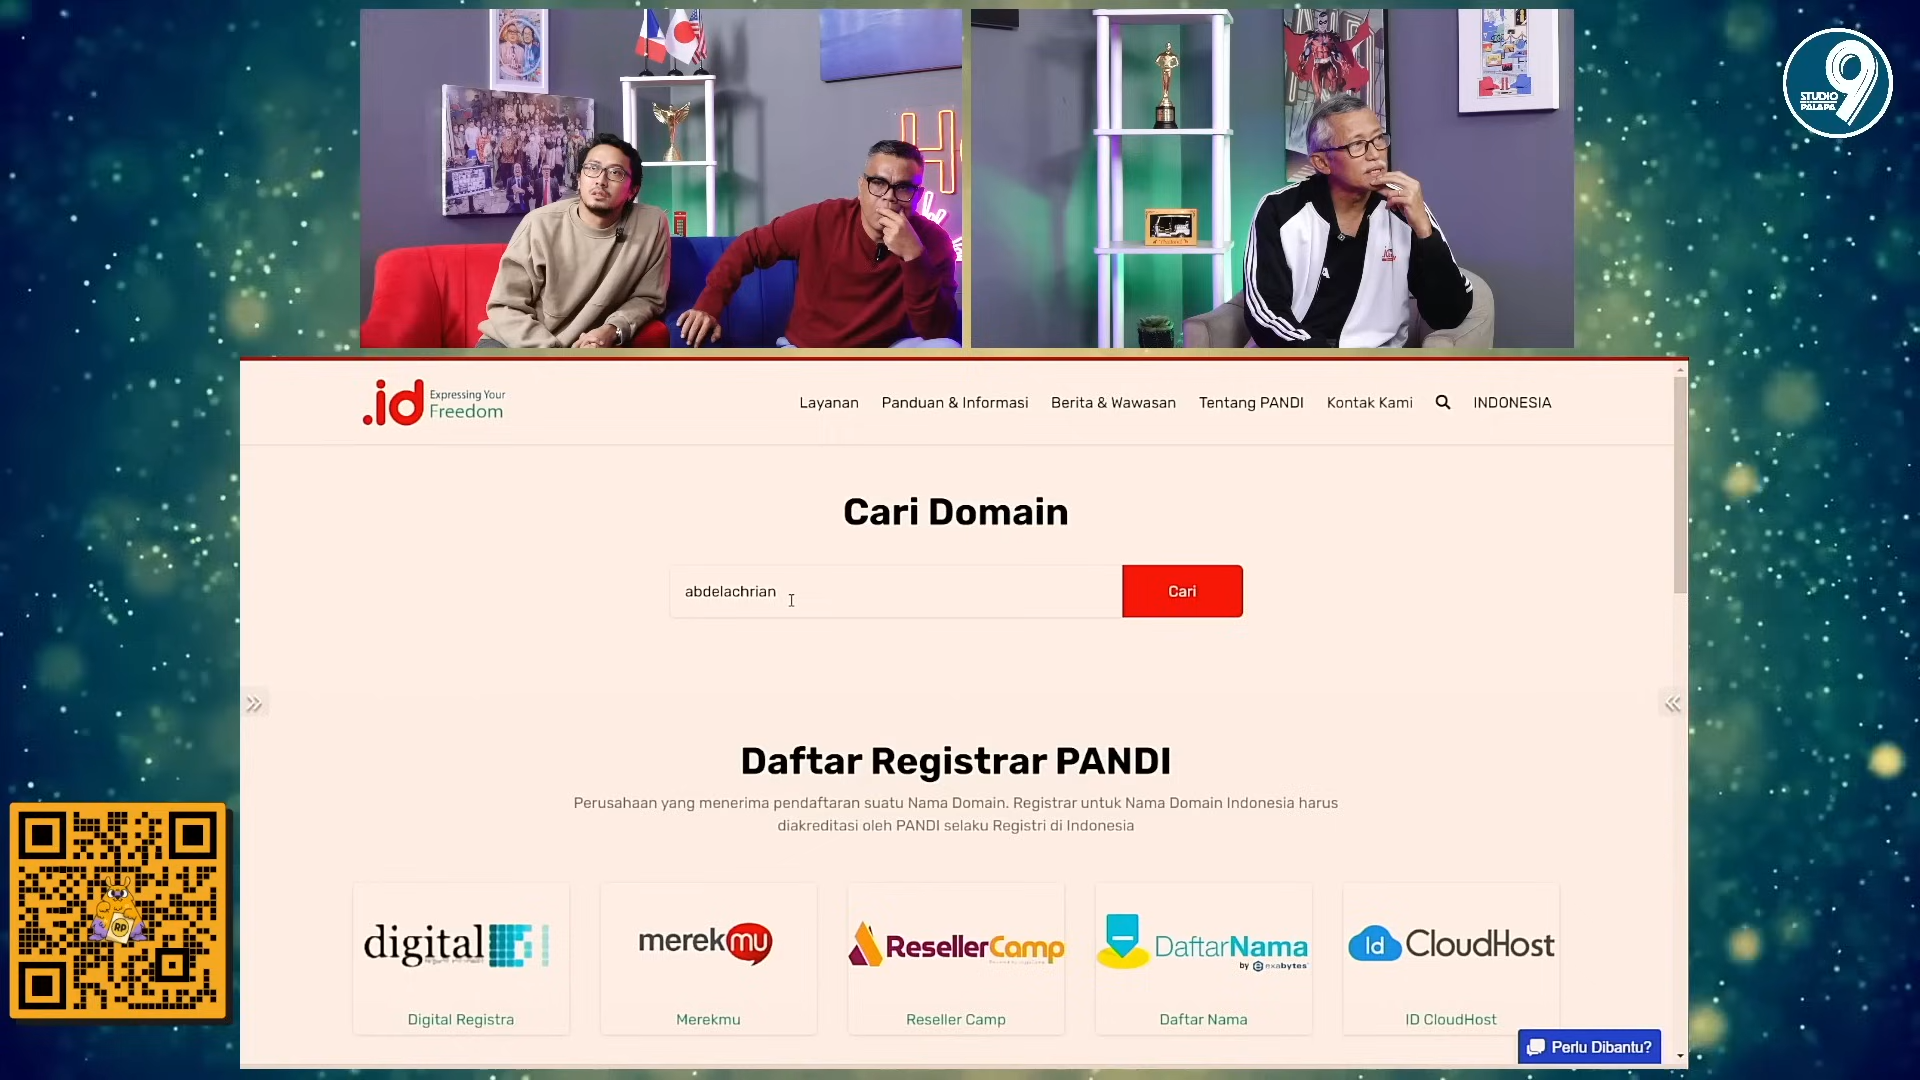 STUDIO
PALAPA
9
.id
Expressing Your
Freedom
Layanan
Panduan & Informasi
Berita & Wawasan
Tentang PANDI
Kontak Kami
INDONESIA
Cari Domain
abdelachrian
Cari
Daftar Registrar PANDI
Perusahaan yang menerima pendaftaran suatu Nama Domain. Registrar untuk Nama Domain Indonesia harus
diakreditasi oleh PANDI selaku Registri di Indonesia
digital
merekmu
ResellerCamp
DaftarNama
by exabytes
Id CloudHost
Digital Registra
Merekmu
Reseller Camp
Daftar Nama
ID CloudHost
RP
Perlu Dibantu?